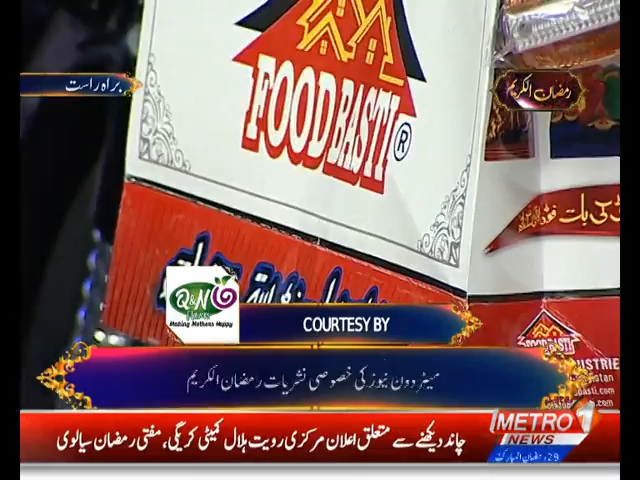 FOOD BASTI ®
براہ راست
رمضان الکریم
Q&N
Making Mothers Happy
COURTESY BY
میٹرو ون نیوز کی خصوصی نشریات رمضان الکریم
چاند دیکھنے سے متعلق اعلان مرکزی رویت ہلال کمیٹی کریگی، مفتی رمضان سیالوی
METRO 1
NEWS